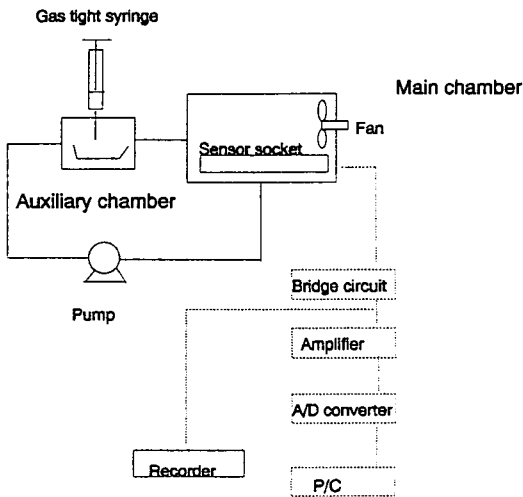 Gas tight syringe
Main chamber
Fan
Sensor socket
Auxiliary chamber
Pump
Bridge circuit
Amplifier
A/D converter
Recorder
P/C